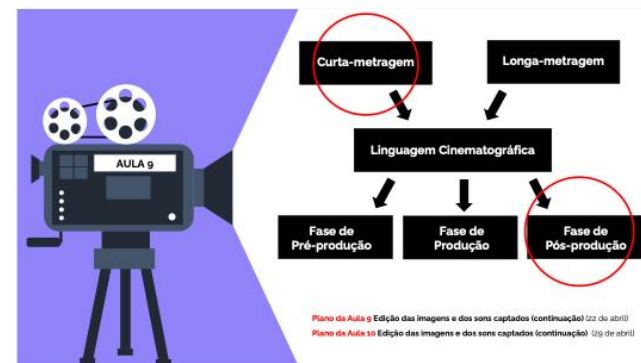 AULA 9
Curta-metragem
Longa-metragem
Linguagem Cinematográfica
Fase de
Pré-produção
Fase de
Produção
Fase de
Pós-produção
Plano da Aula 9 Edição das imagens e dos sons captados (continuação) (22 de abril)
Plano da Aula 10 Edição das imagens e dos sons captados (continuação) (29 de abril)